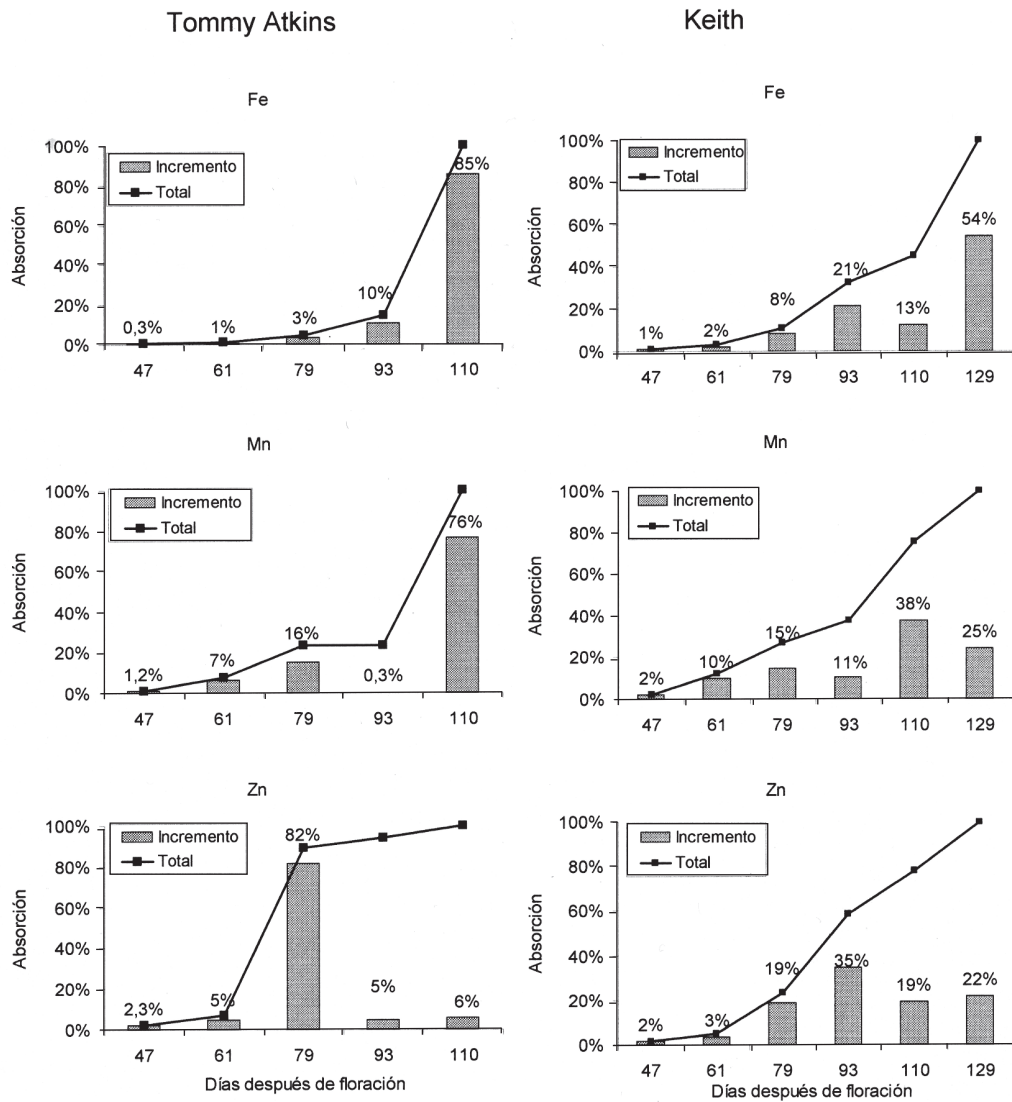 Tommy Atkins
Keith
Fe
100%
80%
60%
40%
20%
0%
Absorción
Incremento
Total
0,3%
1%
3%
10%
85%
47 61 79 93 110
Fe
100%
80%
60%
40%
20%
0%
Absorción
Incremento
Total
1%
2%
8%
21%
13%
54%
47 61 79 93 110 129
Mn
100%
80%
60%
40%
20%
0%
Absorción
Incremento
Total
1,2%
7%
16%
0,3%
76%
47 61 79 93 110
Mn
100%
80%
60%
40%
20%
0%
Absorción
Incremento
Total
2%
10%
15%
11%
38%
25%
47 61 79 93 110 129
Zn
100%
80%
60%
40%
20%
0%
Absorción
Incremento
Total
2,3%
5%
82%
5%
6%
47 61 79 93 110
Días después de floración
Zn
100%
80%
60%
40%
20%
0%
Absorción
Incremento
Total
2%
3%
19%
35%
19%
22%
47 61 79 93 110 129
Días después de floración